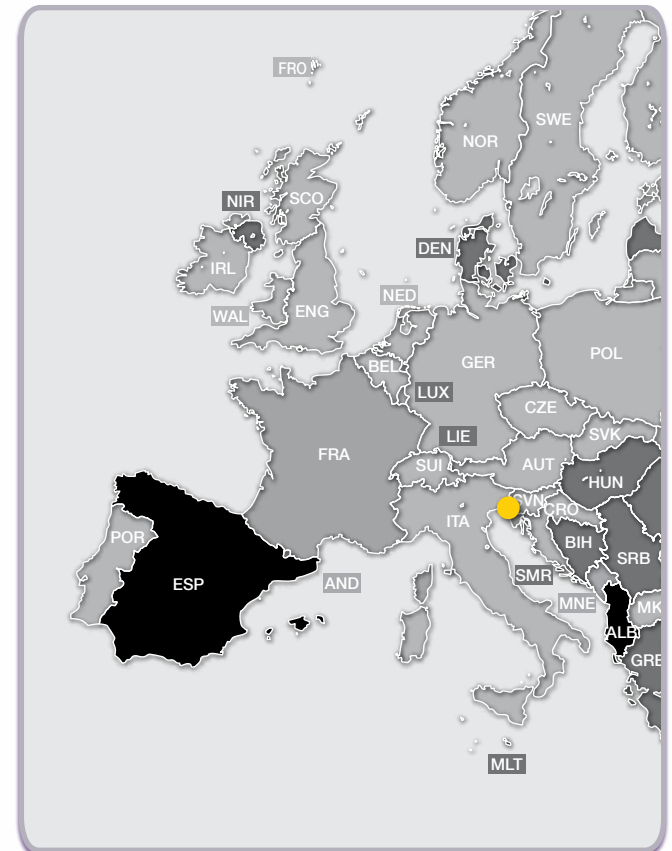 FRO
SWE
NOR
NIR
SCO
DEN
IRL
NED
WAL
ENG
POL
GER
BEL
LUX
CZE
LIE
SVK
FRA
SUI
AUT
HUN
SVN
CRO
ITA
POR
BIH
SRB
SMR
AND
ESP
MNE
MK
ALB
GRE
MLT